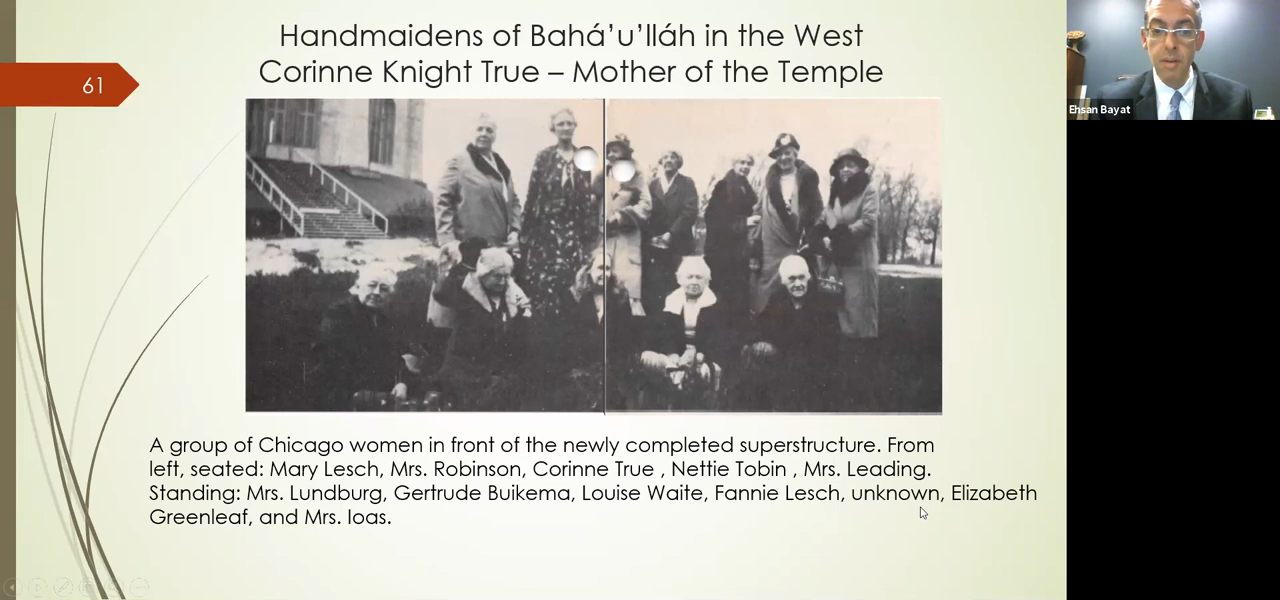 Handmaidens of Bahá’u’lláh in the West
Corinne Knight True – Mother of the Temple
61
Ehsan Bayat
A group of Chicago women in front of the newly completed superstructure. From
left, seated: Mary Lesch, Mrs. Robinson, Corinne True , Nettie Tobin , Mrs. Leading.
Standing: Mrs. Lundburg, Gertrude Buikema, Louise Waite, Fannie Lesch, unknown, Elizabeth
Greenleaf, and Mrs. Ioas.